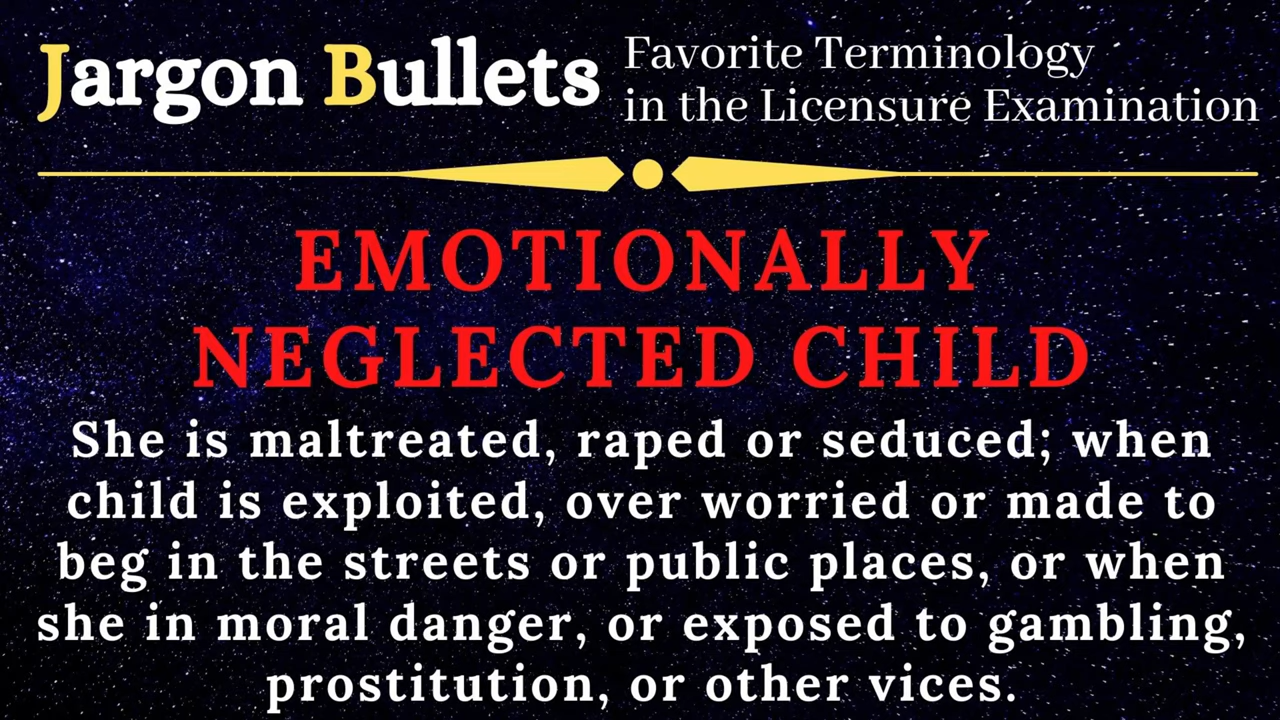 Jargon Bullets
Favorite Terminology
in the Licensure Examination
EMOTIONALLY
NEGLECTED CHILD
She is maltreated, raped or seduced; when
child is exploited, over worried or made to
beg in the streets or public places, or when
she in moral danger, or exposed to gambling,
prostitution, or other vices.